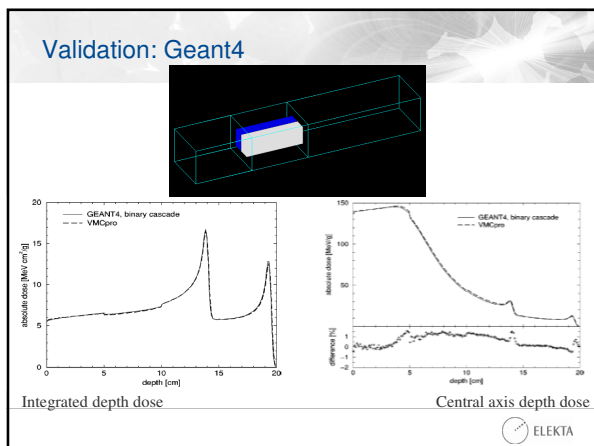 Validation: Geant4
GEANT4, binary cascade
VMCpro
absolute dose [MeV cm²/g]
20
15
10
5
0
0 5 10 15 20
depth [cm]
Integrated depth dose
GEANT4, binary cascade
VMCpro
absolute dose [MeV/g]
150
100
50
difference [%]
1
0
−1
−2
0 5 10 15 20
depth [cm]
Central axis depth dose
ELEKTA